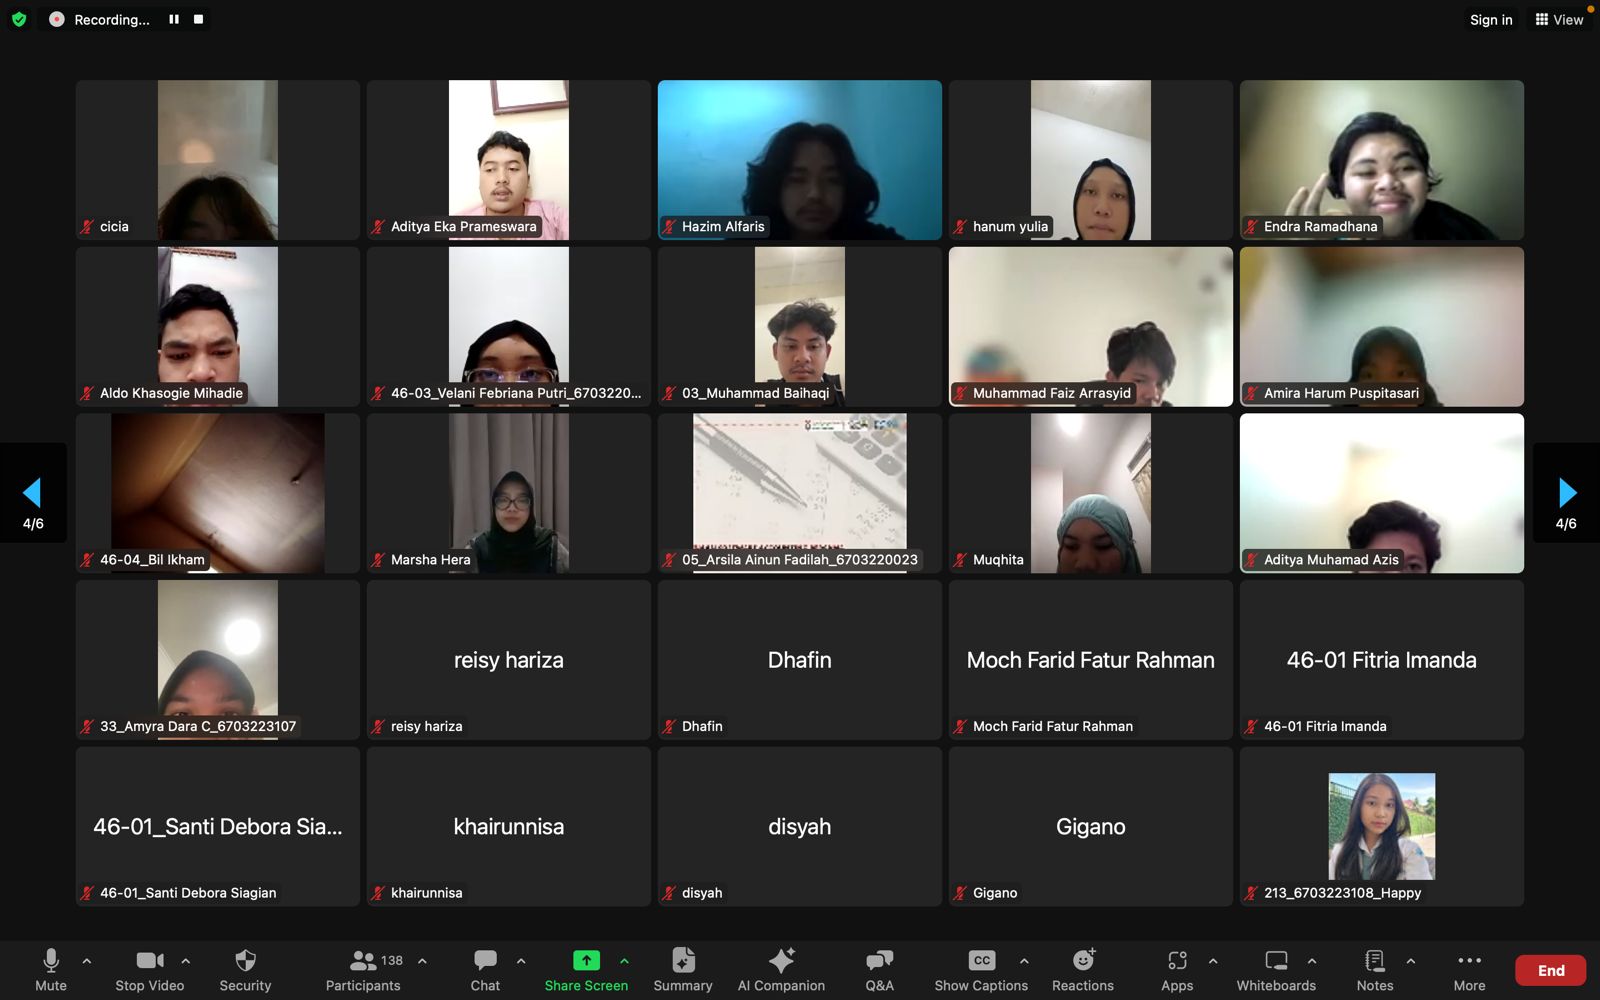 Recording...
Sign in
View
cicia
Aditya Eka Prameswara
Hazim Alfaris
hanum yulia
Endra Ramadhana
Aldo Khasogie Mihadie
46-03_Velani Febriana Putri_6703220...
03_Muhammad Baihaqi
Muhammad Faiz Arrasyid
Amira Harum Puspitasari
46-04_Bil Ikham
Marsha Hera
05_Arsila Ainun Fadilah_6703220023
Muqhita
Aditya Muhamad Azis
4/6
4/6
33_Amyra Dara C_6703223107
reisy hariza
reisy hariza
Dhafin
Dhafin
Moch Farid Fatur Rahman
Moch Farid Fatur Rahman
46-01 Fitria Imanda
46-01 Fitria Imanda
46-01_Santi Debora Sia...
46-01_Santi Debora Siagian
khairunnisa
khairunnisa
disyah
disyah
Gigano
Gigano
213_6703223108_Happy
Mute
Stop Video
Security
138
Participants
Chat
Share Screen
Summary
AI Companion
Q&A
CC
Show Captions
Reactions
Apps
Whiteboards
Notes
More
End